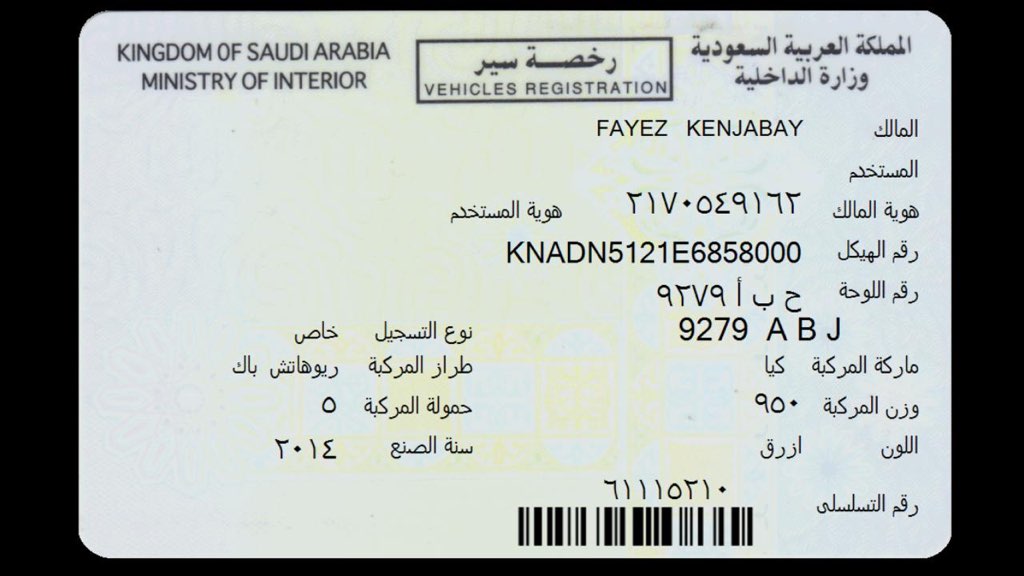 KINGDOM OF SAUDI ARABIA
MINISTRY OF INTERIOR
رخصة سير
VEHICLES REGISTRATION
المملكة العربية السعودية
وزارة الداخلية
المالك FAYEZ KENJABAY
المستخدم
هوية المالك ٢١٧٠٥٤٩١٦٢ هوية المستخدم
رقم الهيكل KNADN5121E6858000
رقم اللوحة ح ب أ ٩٢٧٩
9279 A B J
نوع التسجيل خاص
ماركة المركبة كيا طراز المركبة ريوهاتش باك
وزن المركبة ٩٥٠ حمولة المركبة ٥
اللون ازرق سنة الصنع ٢٠١٤
رقم التسلسلى ٦١١١٥٢١٠